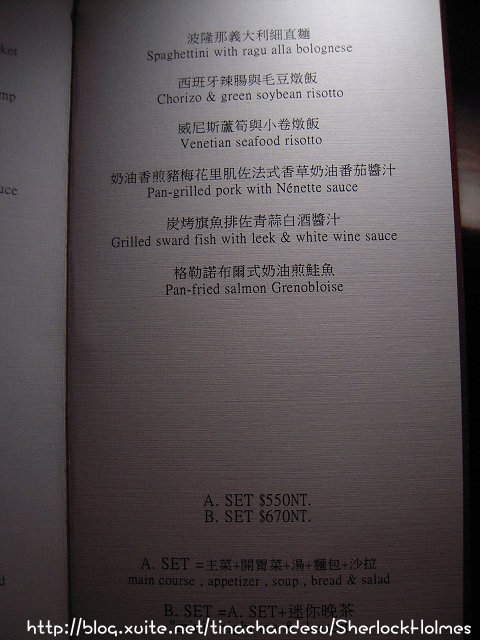 ket
mp
uce
d
波隆那義大利細直麵
Spaghettini with ragu alla bolognese
西班牙辣腸與毛豆燉飯
Chorizo & green soybean risotto
威尼斯蘆筍與小卷燉飯
Venetian seafood risotto
奶油香煎豬梅花里肌佐法式香草奶油番茄醬汁
Pan-grilled pork with Nénette sauce
炭烤旗魚排佐青蒜白酒醬汁
Grilled sward fish with leek & white wine sauce
格勒諾布爾式奶油煎鮭魚
Pan-fried salmon Grenobloise
A. SET $550NT.
B. SET $670NT.
A. SET =主菜+開胃菜+湯+麵包+沙拉
main course , appetizer , soup , bread & salad
B. SET =A. SET+迷你晚茶
http://blog.xuite.net/tinachandesu/SherlockHolmes